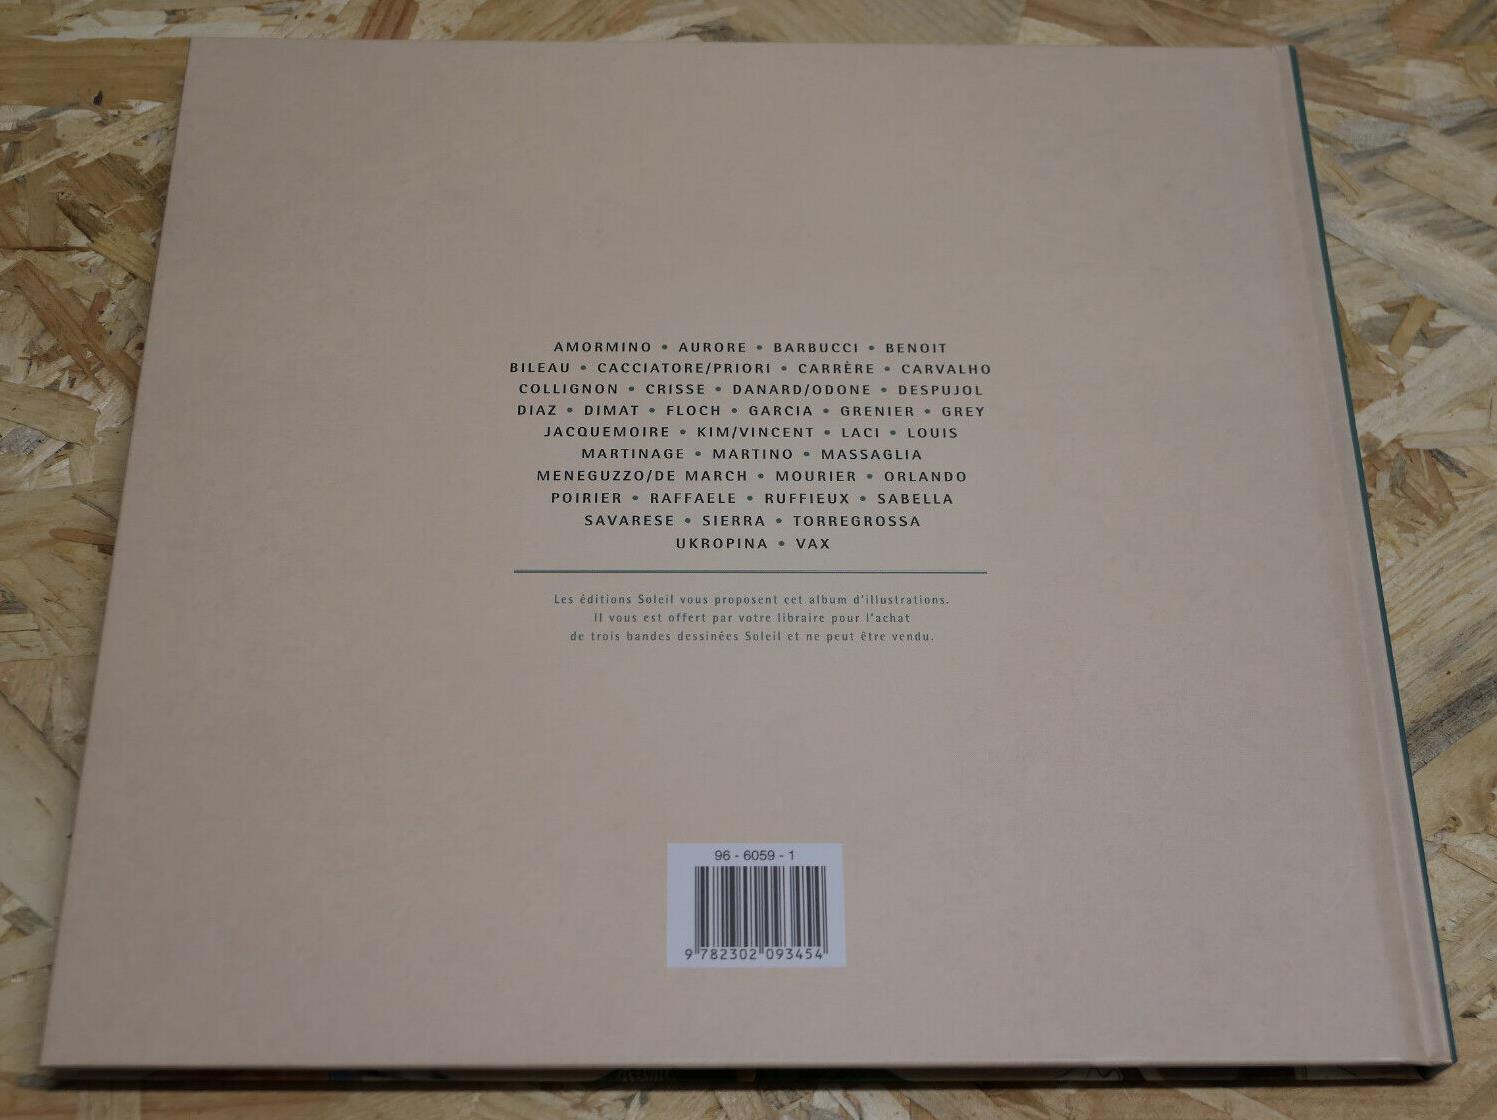 AMORMINO • AURORE • BARBUCCI • BENOIT
BILEAU • CACCIATORE/PRIORI • CARRÈRE • CARVALHO
COLLIGNON • CRISSE • DANARD/ODONE • DESPUJOL
DIAZ • DIMAT • FLOCH • GARCIA • GRENIER • GREY
JACQUEMOIRE • KIM/VINCENT • LACI • LOUIS
MARTINAGE • MARTINO • MASSAGLIA
MENEGUZZO/DE MARCH • MOURIER • ORLANDO
POIRIER • RAFFAELE • RUFFIEUX • SABELLA
SAVARESE • SIERRA • TORREGROSSA
UKROPINA • VAX
Les éditions Soleil vous proposent cet album d'illustrations.
Il vous est offert par votre libraire pour l'achat
de trois bandes dessinées Soleil et ne peut être vendu.
96 - 6059 - 1
9 782302 093454